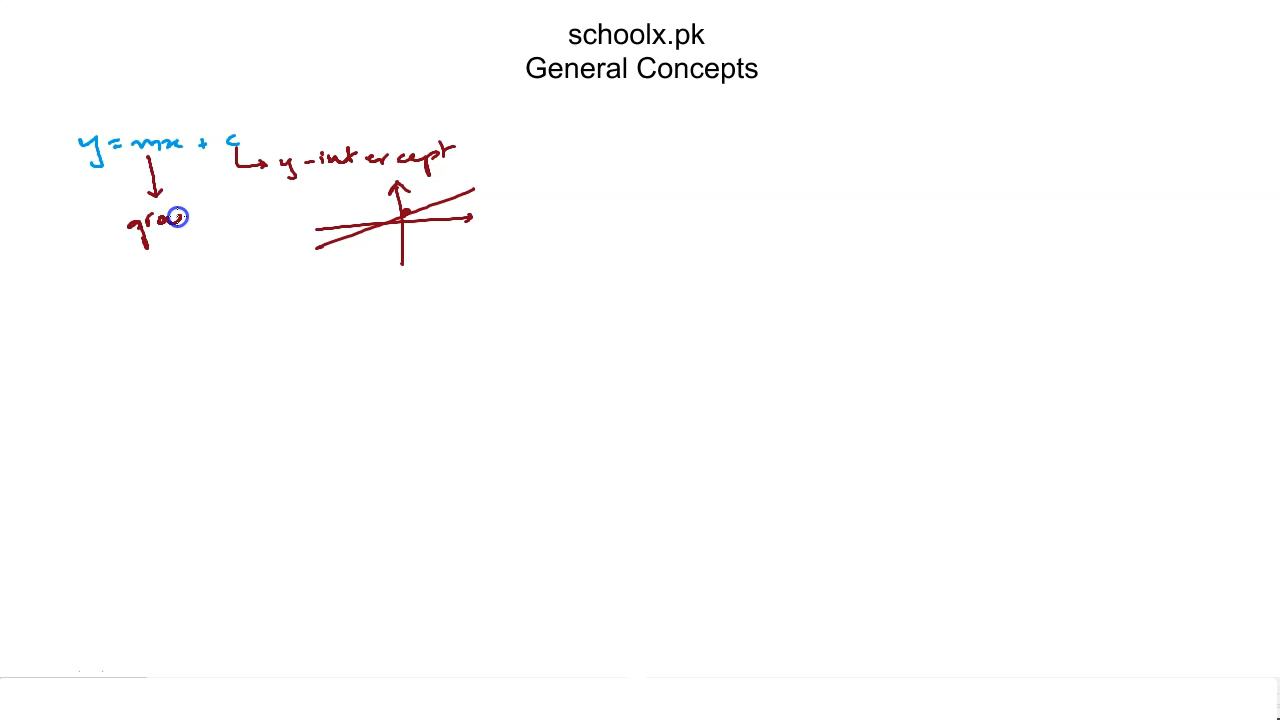 schoolx.pk
General Concepts
y = mx + c
y-intercept
gra